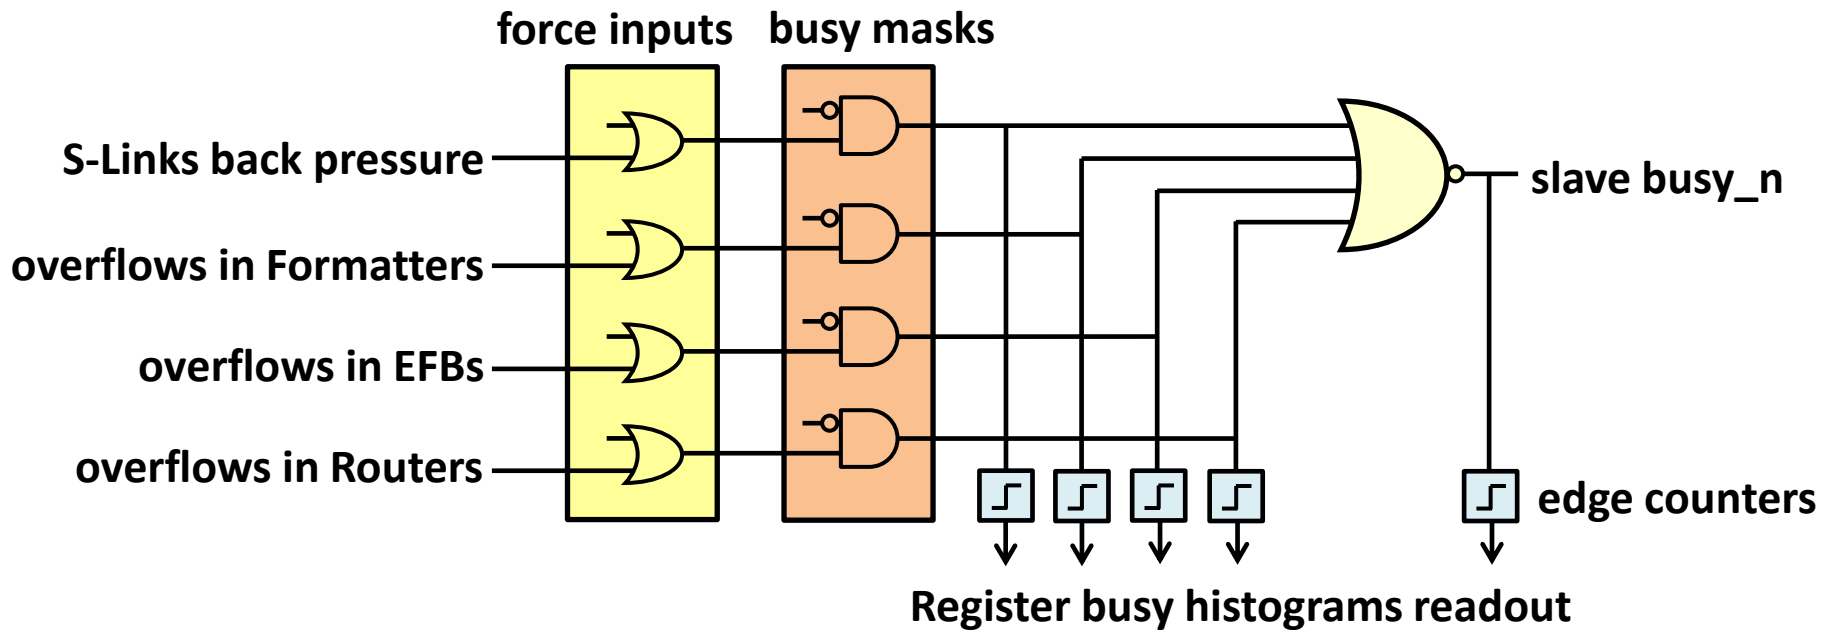 force inputs
busy masks
S-Links back pressure
slave busy_n
overflows in Formatters
overflows in EFBs
overflows in Routers
edge counters
Register busy histograms readout